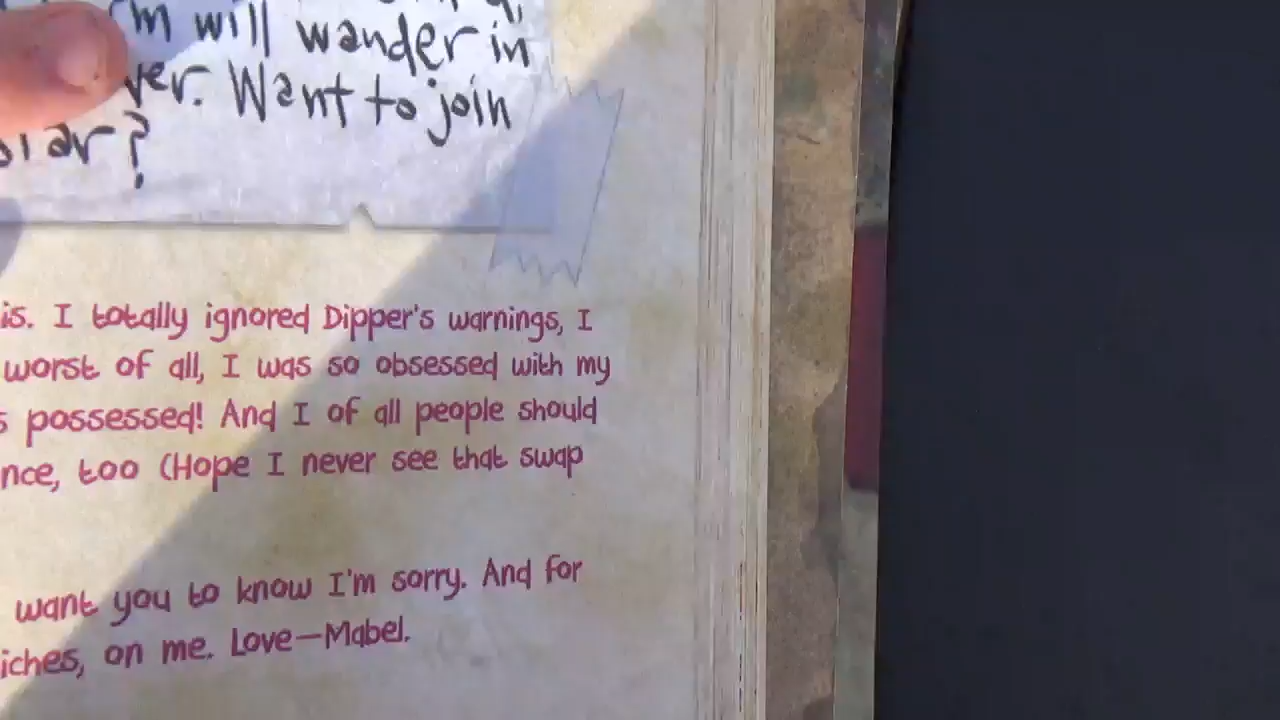 will wander in
Want to join
is. I totally ignored Dipper's warnings, I
worst of all, I was so obsessed with my
possessed! And I of all people should
nce, too (Hope I never see that swap
want you to know I'm sorry. And for
iches, on me. Love—Mabel.